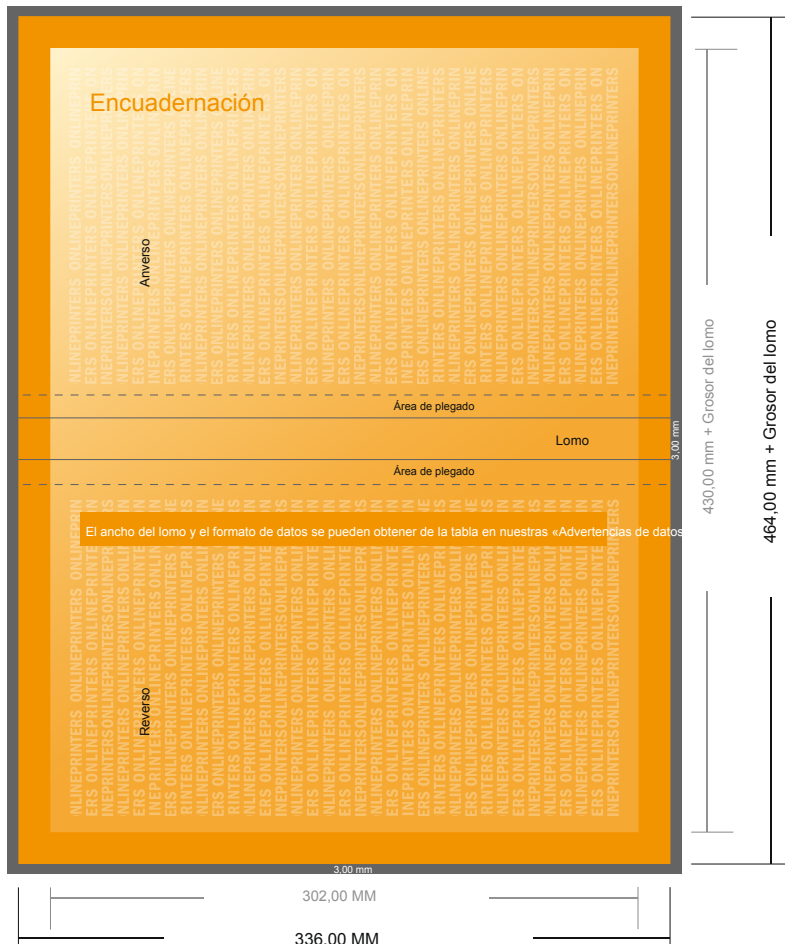 Encuadernación
Anverso
Área de plegado
Lomo
Área de plegado
El ancho del lomo y el formato de datos se pueden obtener de la tabla en nuestras «Advertencias de datos
Reverso
3,00 mm
3,00 mm
430,00 mm + Grosor del lomo
464,00 mm + Grosor del lomo
302,00 MM
336,00 MM